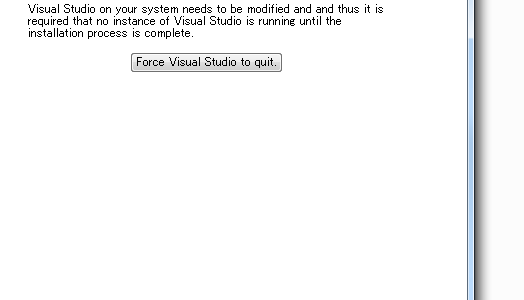 Visual Studio on your system needs to be modified and and thus it is
required that no instance of Visual Studio is running until the
installation process is complete.
Force Visual Studio to quit.